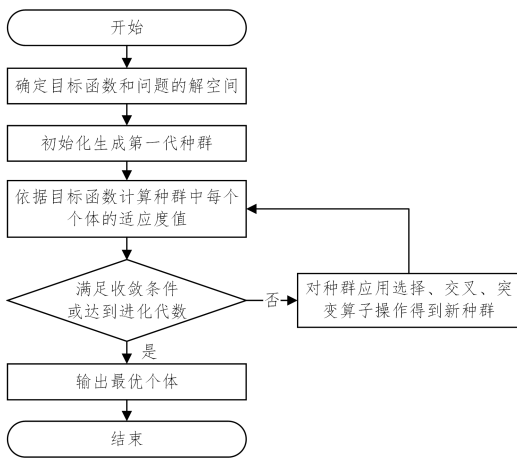 开始
确定目标函数和问题的解空间
初始化生成第一代种群
依据目标函数计算种群中每个
个体的适应度值
满足收敛条件
或达到进化代数
否
对种群应用选择、交叉、突
变算子操作得到新种群
是
输出最优个体
结束